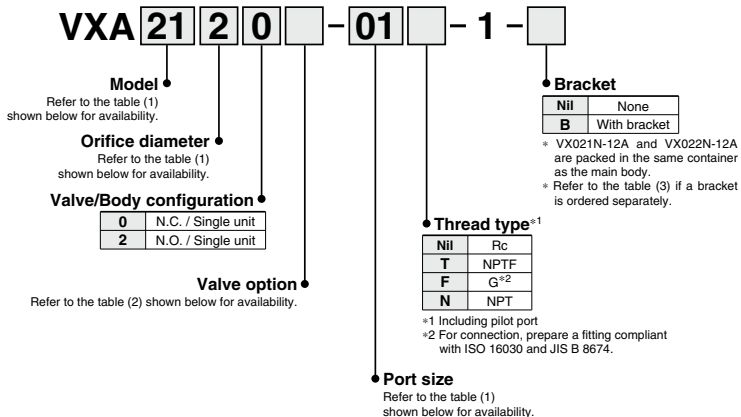 VXA 21 2 0 - 01 - 1 -
Model
Refer to the table (1)
shown below for availability.
Orifice diameter
Refer to the table (1)
shown below for availability.
Valve/Body configuration
0 N.C. / Single unit
2 N.O. / Single unit
Valve option
Refer to the table (2) shown below for availability.
Bracket
Nil None
B With bracket
* VX021N-12A and VX022N-12A
are packed in the same container
as the main body.
* Refer to the table (3) if a bracket
is ordered separately.
Thread type*1
Nil Rc
T NPTF
F G*2
N NPT
*1 Including pilot port
*2 For connection, prepare a fitting compliant
with ISO 16030 and JIS B 8674.
Port size
Refer to the table (1)
shown below for availability.